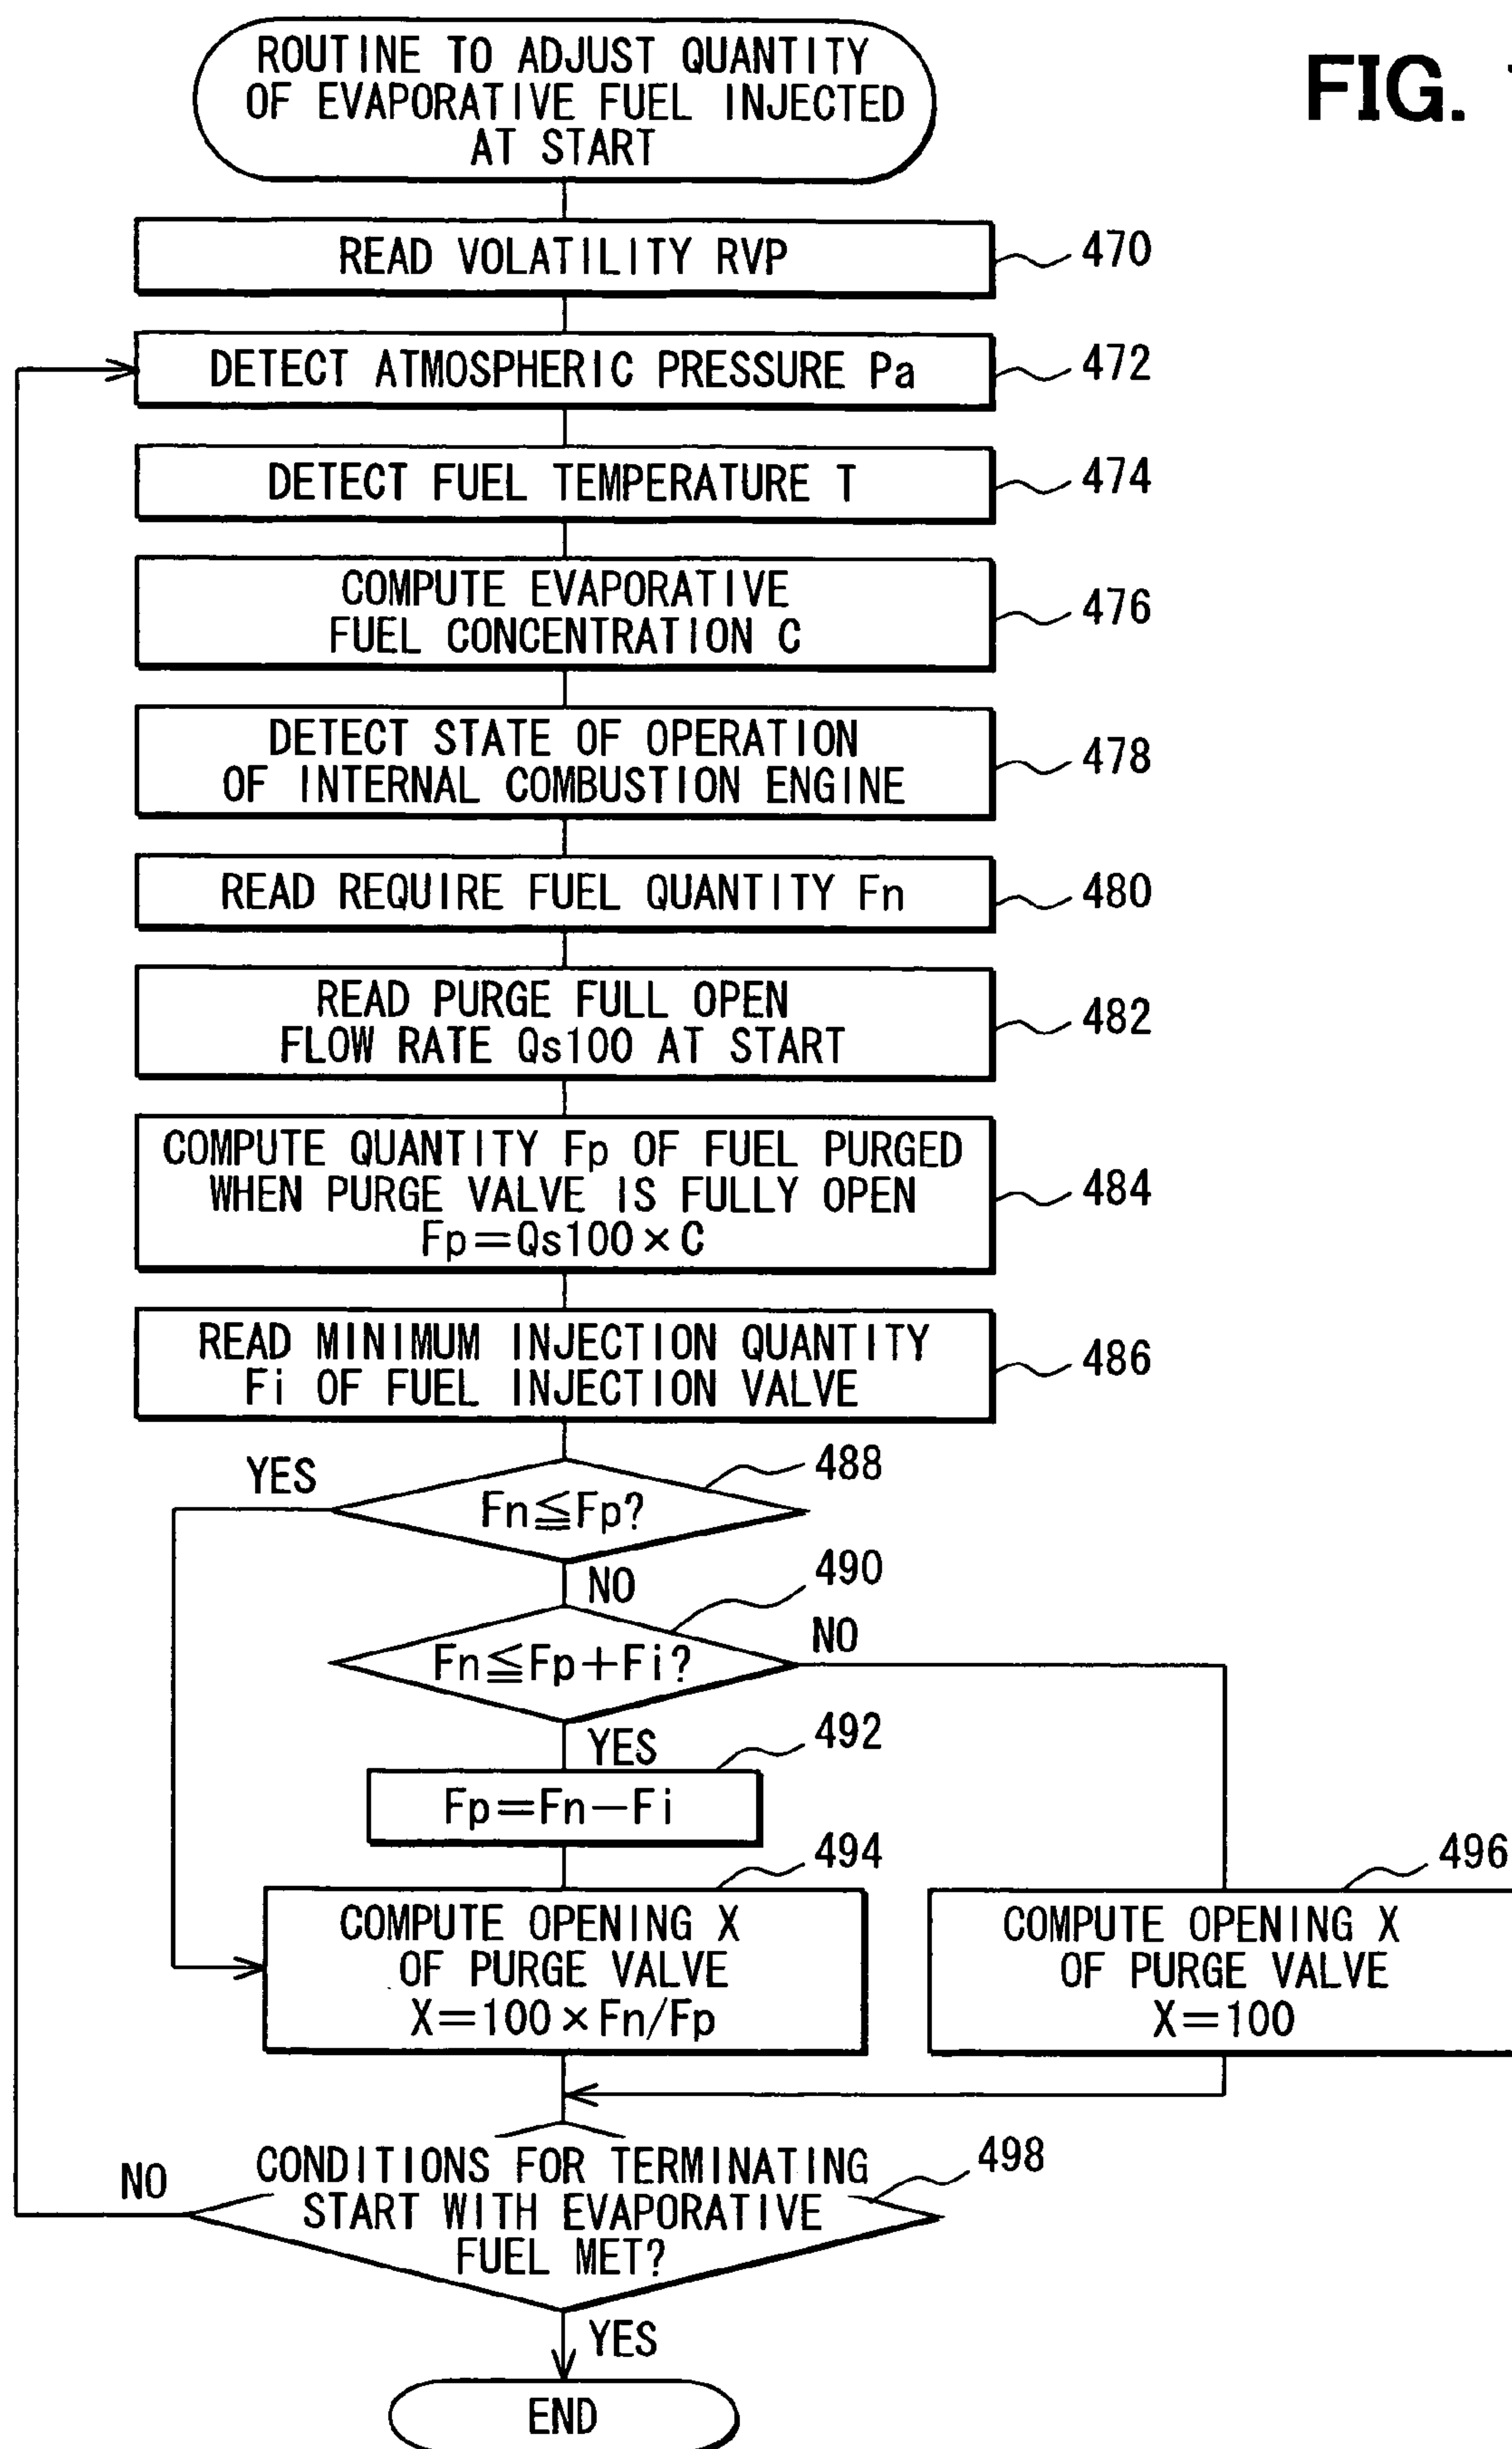 FIG.
ROUTINE TO ADJUST QUANTITY
OF EVAPORATIVE FUEL INJECTED
AT START
READ VOLATILITY RVP
470
DETECT ATMOSPHERIC PRESSURE Pa
472
DETECT FUEL TEMPERATURE T
474
COMPUTE EVAPORATIVE
FUEL CONCENTRATION C
476
DETECT STATE OF OPERATION
OF INTERNAL COMBUSTION ENGINE
478
READ REQUIRE FUEL QUANTITY Fn
480
READ PURGE FULL OPEN
FLOW RATE Qs100 AT START
482
COMPUTE QUANTITY Fp OF FUEL PURGED
WHEN PURGE VALVE IS FULLY OPEN
Fp=Qs100×C
484
READ MINIMUM INJECTION QUANTITY
Fi OF FUEL INJECTION VALVE
486
YES
488
Fn≦Fp?
NO
490
Fn≦Fp+Fi?
NO
YES
492
Fp=Fn−Fi
494
COMPUTE OPENING X
OF PURGE VALVE
X=100×Fn/Fp
496
COMPUTE OPENING X
OF PURGE VALVE
X=100
NO
CONDITIONS FOR TERMINATING
START WITH EVAPORATIVE
FUEL MET?
498
YES
END